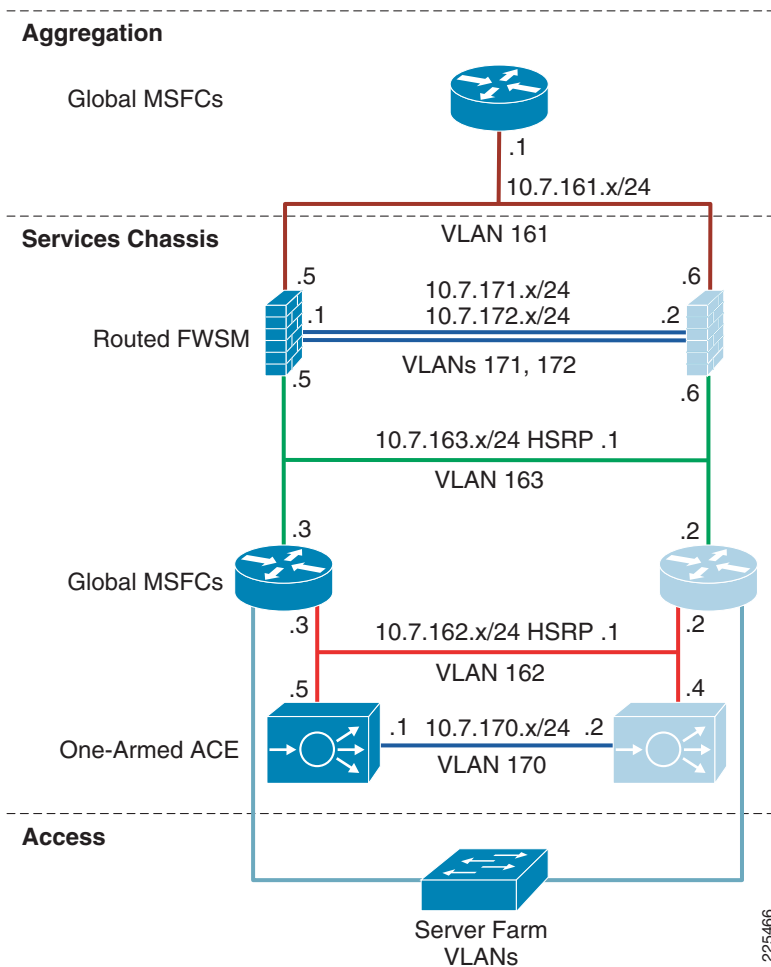 Aggregation
Global MSFCs
.1
10.7.161.x/24
Services Chassis
VLAN 161
.5
.6
10.7.171.x/24
.1
10.7.172.x/24
.2
Routed FWSM
VLANs 171, 172
.5
.6
10.7.163.x/24 HSRP .1
VLAN 163
.3
.2
Global MSFCs
.3
10.7.162.x/24 HSRP .1
.2
VLAN 162
.5
.4
One-Armed ACE
.1
10.7.170.x/24
.2
VLAN 170
Access
Server Farm
VLANs
225466